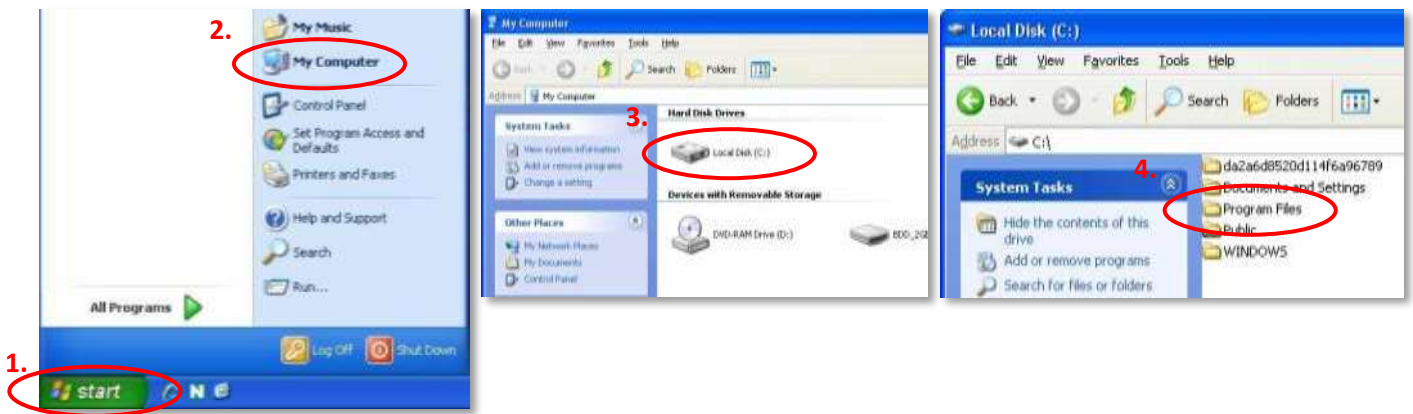 2.
My Music
My Computer
Control Panel
Set Program Access and
Defaults
Printers and Faxes
Help and Support
Search
Run...
All Programs
Log Off
Shut Down
1.
start
N
My Computer
File Edit View Favorites Tools Help
Back Search Folders
Address My Computer
3.
System Tasks
View system information
Add or remove programs
Change a setting
Other Places
My Network Places
My Documents
Control Panel
Hard Disk Drives
Local Disk (C:)
Devices with Removable Storage
DVD-RAM Drive (D:)
Local Disk (C:)
File Edit View Favorites Tools Help
Back Search Folders
Address C:\
4.
System Tasks
Hide the contents of this
drive
Add or remove programs
Search for files or folders
da2a6d8520d114f6a96789
Documents and Settings
Program Files
Public
WINDOWS